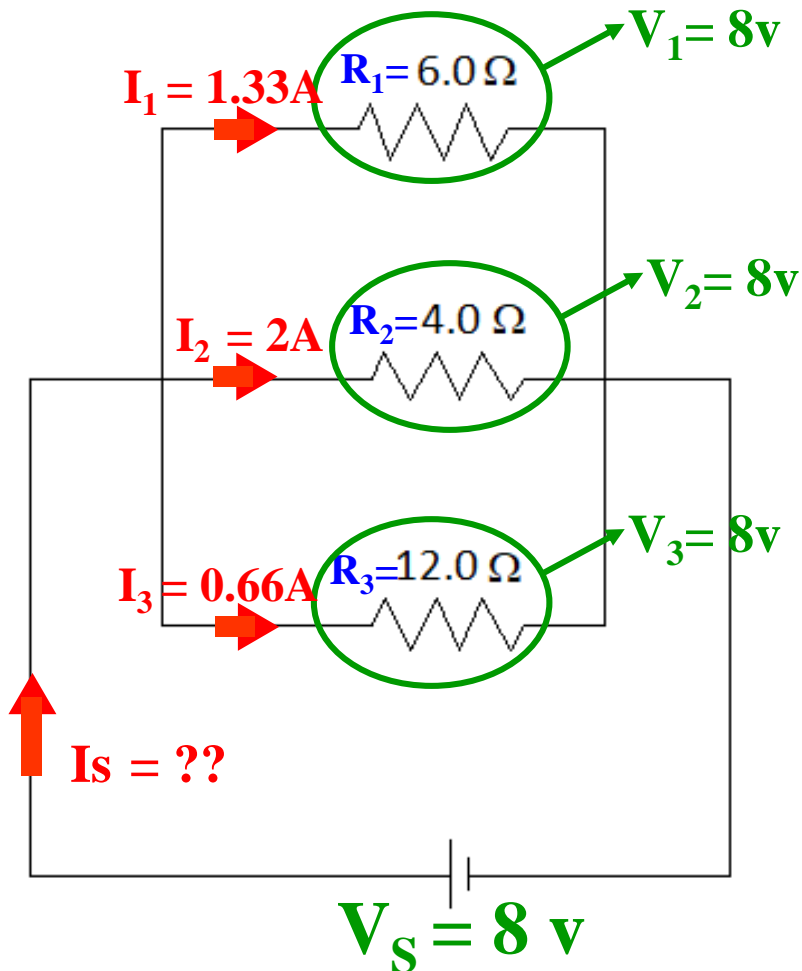 V₁= 8v
R₁= 6.0 Ω
I₁ = 1.33A
V₂= 8v
R₂=4.0 Ω
I₂ = 2A
V₃= 8v
R₃=12.0 Ω
I₃ = 0.66A
Is = ??
V_S = 8 v